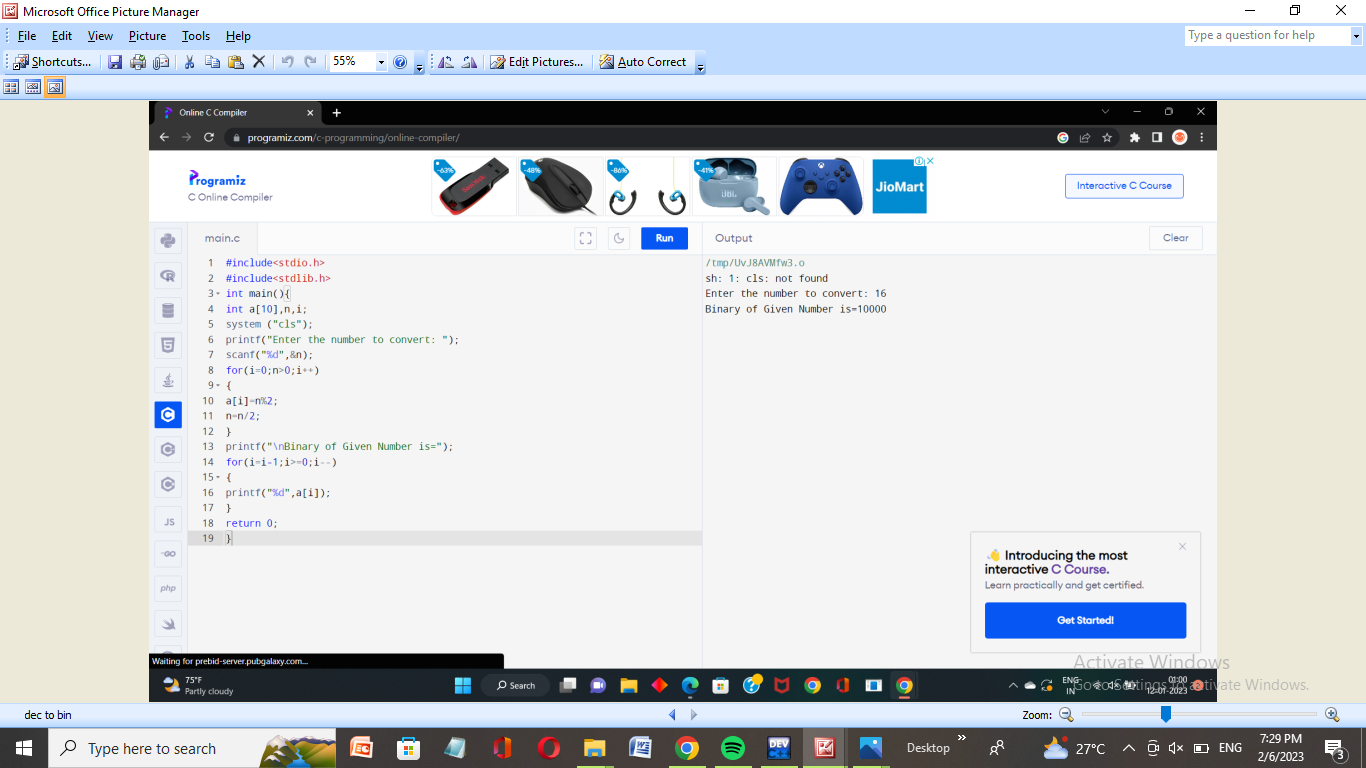 Microsoft Office Picture Manager
File Edit View Picture Tools Help
Type a question for help
Shortcuts...
55%
Edit Pictures...
Auto Correct
Online C Compiler
programiz.com/c-programming/online-compiler/
Programiz
C Online Compiler
-63%
-48%
-86%
-41%
JBL
JioMart
Interactive C Course
main.c
Run
Output
Clear
1 #include<stdio.h>
2 #include<stdlib.h>
3 int main(){
4 int a[10],n,i;
5 system ("cls");
6 printf("Enter the number to convert: ");
7 scanf("%d",&n);
8 for(i=0;n>0;i++)
9 {
10 a[i]=n%2;
11 n=n/2;
12 }
13 printf("\nBinary of Given Number is=");
14 for(i=i-1;i>=0;i--)
15 {
16 printf("%d",a[i]);
17 }
18 return 0;
19 }
/tmp/UvJ8AVMfw3.o
sh: 1: cls: not found
Enter the number to convert: 16
Binary of Given Number is=10000
JS
GO
php
Introducing the most
interactive C Course.
Learn practically and get certified.
Get Started!
Waiting for prebid-server.pubgalaxy.com...
Activate Windows
Go to Settings to activate Windows.
75°F
Partly cloudy
Search
ENG
IN
01:00
12-01-2023
2
dec to bin
Zoom:
Type here to search
DEV
Desktop
27°C
ENG
7:29 PM
2/6/2023
3